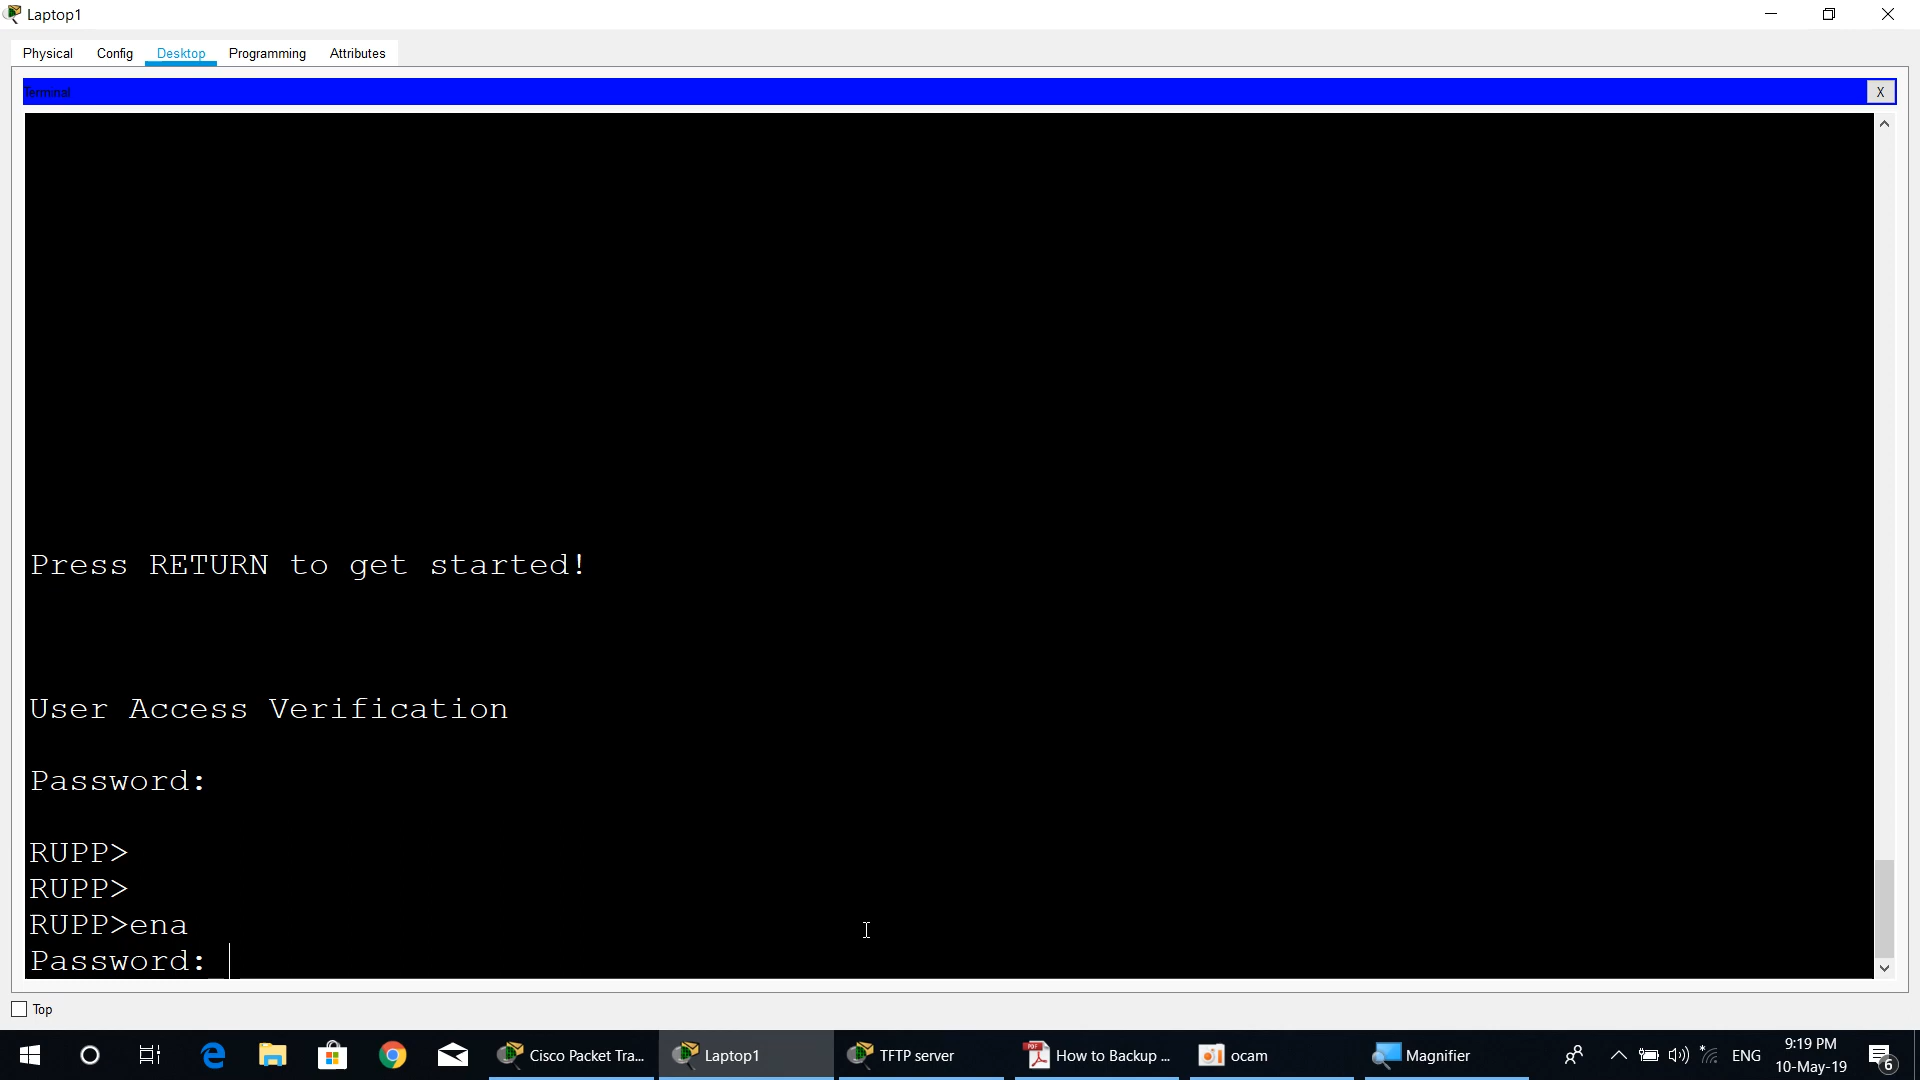 Laptop1
Physical Config Desktop Programming Attributes
Terminal
X
Press RETURN to get started!
User Access Verification
Password:
RUPP>
RUPP>
RUPP>ena
Password:
Top
Cisco Packet Tra... Laptop1 TFTP server How to Backup ... ocam Magnifier ENG 9:19 PM
10-May-19 6